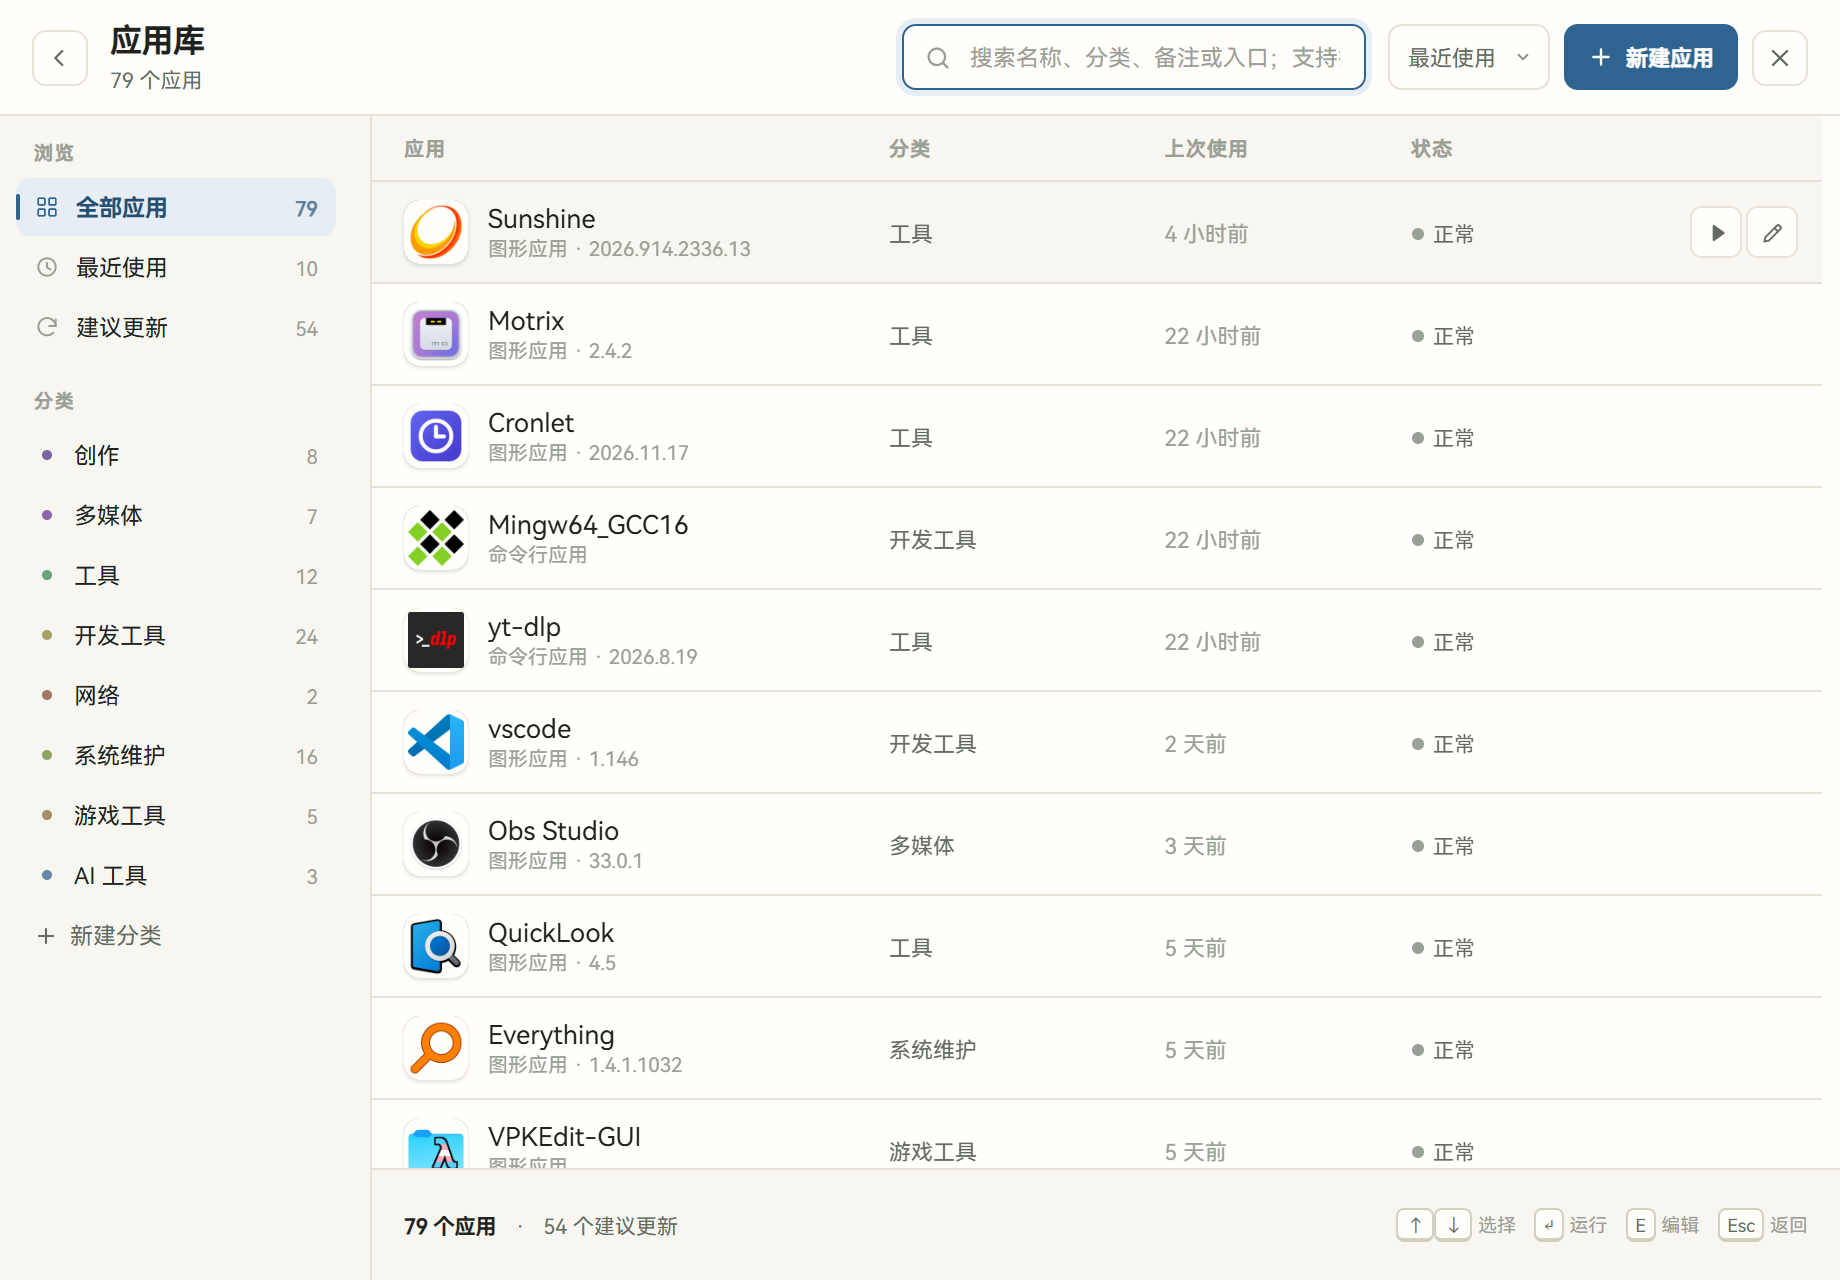 应用库
79 个应用
搜索名称、分类、备注或入口；支持
最近使用
新建应用
浏览
全部应用 79
最近使用 10
建议更新 54
分类
创作 8
多媒体 7
工具 12
开发工具 24
网络 2
系统维护 16
游戏工具 5
AI 工具 3
新建分类
应用 分类 上次使用 状态
Sunshine
图形应用 · 2026.914.2336.13
工具 4 小时前 正常
Motrix
图形应用 · 2.4.2
工具 22 小时前 正常
Cronlet
图形应用 · 2026.11.17
工具 22 小时前 正常
Mingw64_GCC16
命令行应用
开发工具 22 小时前 正常
>_dlp
yt-dlp
命令行应用 · 2026.8.19
工具 22 小时前 正常
vscode
图形应用 · 1.146
开发工具 2 天前 正常
Obs Studio
图形应用 · 33.0.1
多媒体 3 天前 正常
QuickLook
图形应用 · 4.5
工具 5 天前 正常
Everything
图形应用 · 1.4.1.1032
系统维护 5 天前 正常
VPKEdit-GUI
图形应用
游戏工具 5 天前 正常
79 个应用 · 54 个建议更新
↑ ↓ 选择 ↵ 运行 E 编辑 Esc 返回